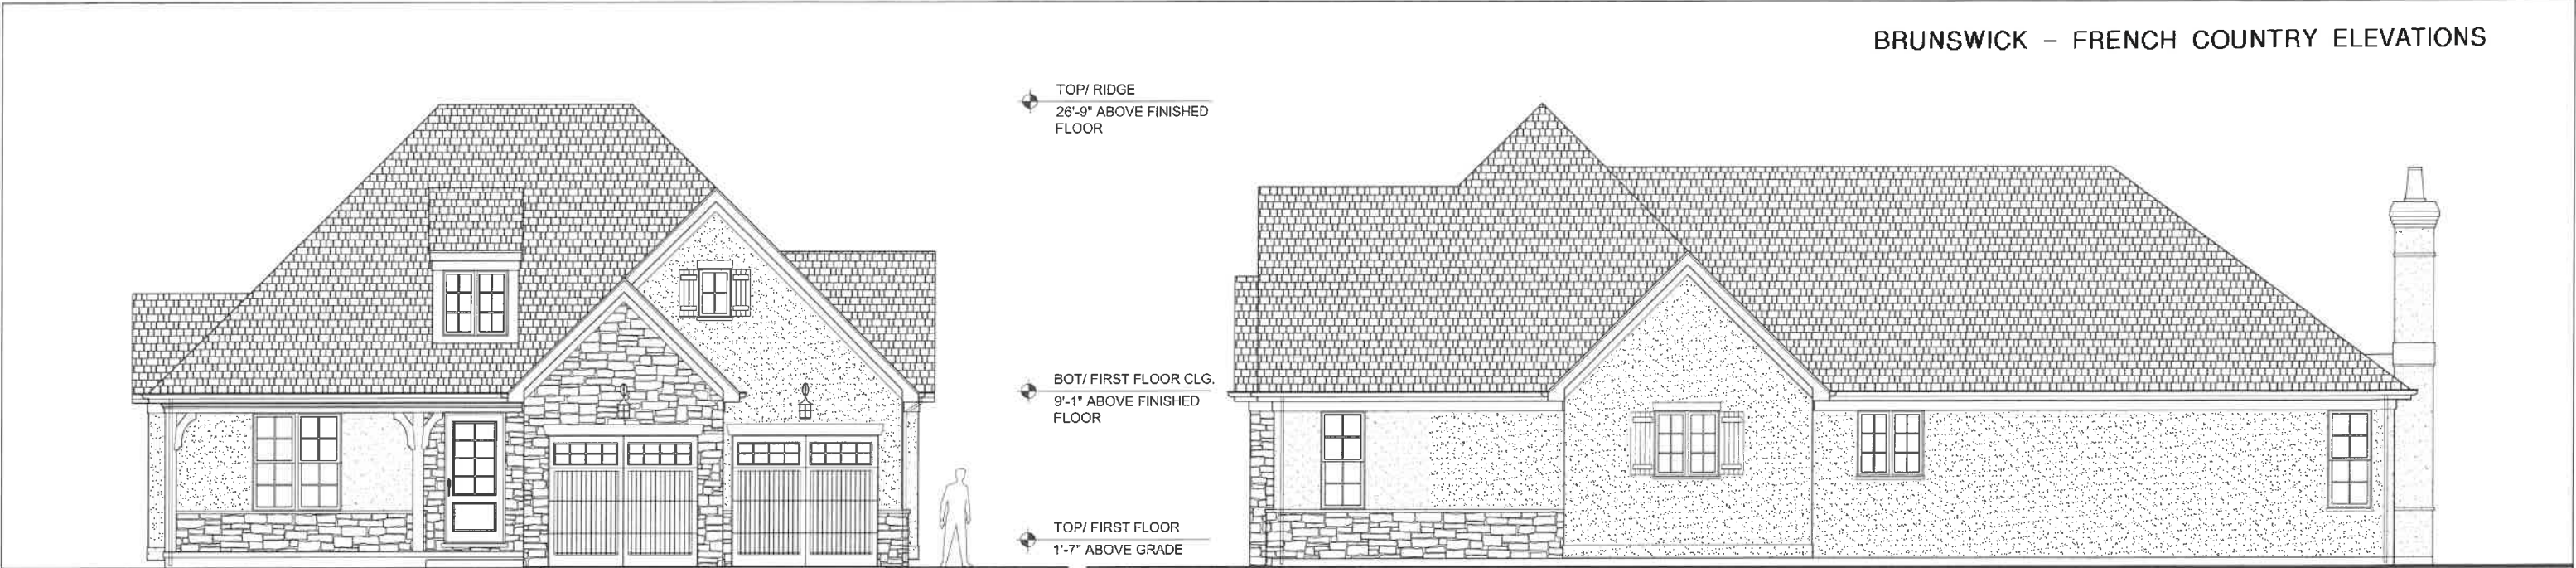 BRUNSWICK - FRENCH COUNTRY ELEVATIONS
TOP/ RIDGE
26'-9" ABOVE FINISHED
FLOOR
BOT/ FIRST FLOOR CLG.
9'-1" ABOVE FINISHED
FLOOR
TOP/ FIRST FLOOR
1'-7" ABOVE GRADE